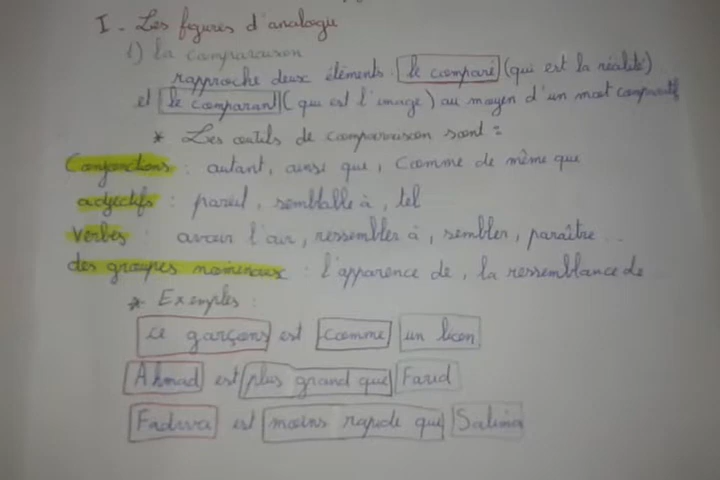 I - Les figures d'analogie
1) la comparaison
rapproche deux éléments : le comparé (qui est la réalité)
et le comparant (qui est l'image) au moyen d'un mot comparatif
* Les outils de comparaison sont :
Conjonctions : autant, ainsi que, Comme de même que
adjectifs : pareil, semblable à, tel
Verbes : avoir l'air, ressembler à, sembler, paraître ...
des groupes nominaux : l'apparence de, la ressemblance de
* Exemples :
ce garçons est comme un lion
Ahmad est plus grand que Farid
Fadwa est moins rapide que Salima